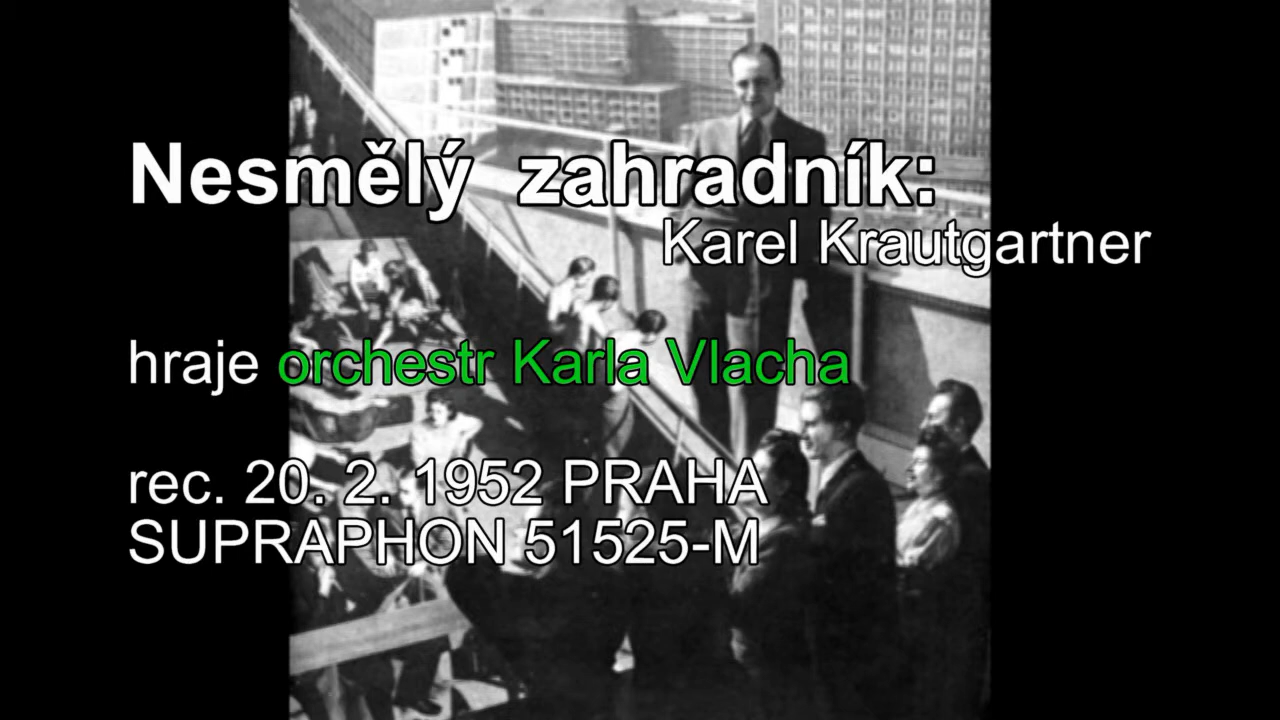 Nesmělý zahradník:
Karel Krautgartner
hraje orchestr Karla Vlacha
rec. 20. 2. 1952 PRAHA
SUPRAPHON 51525-M